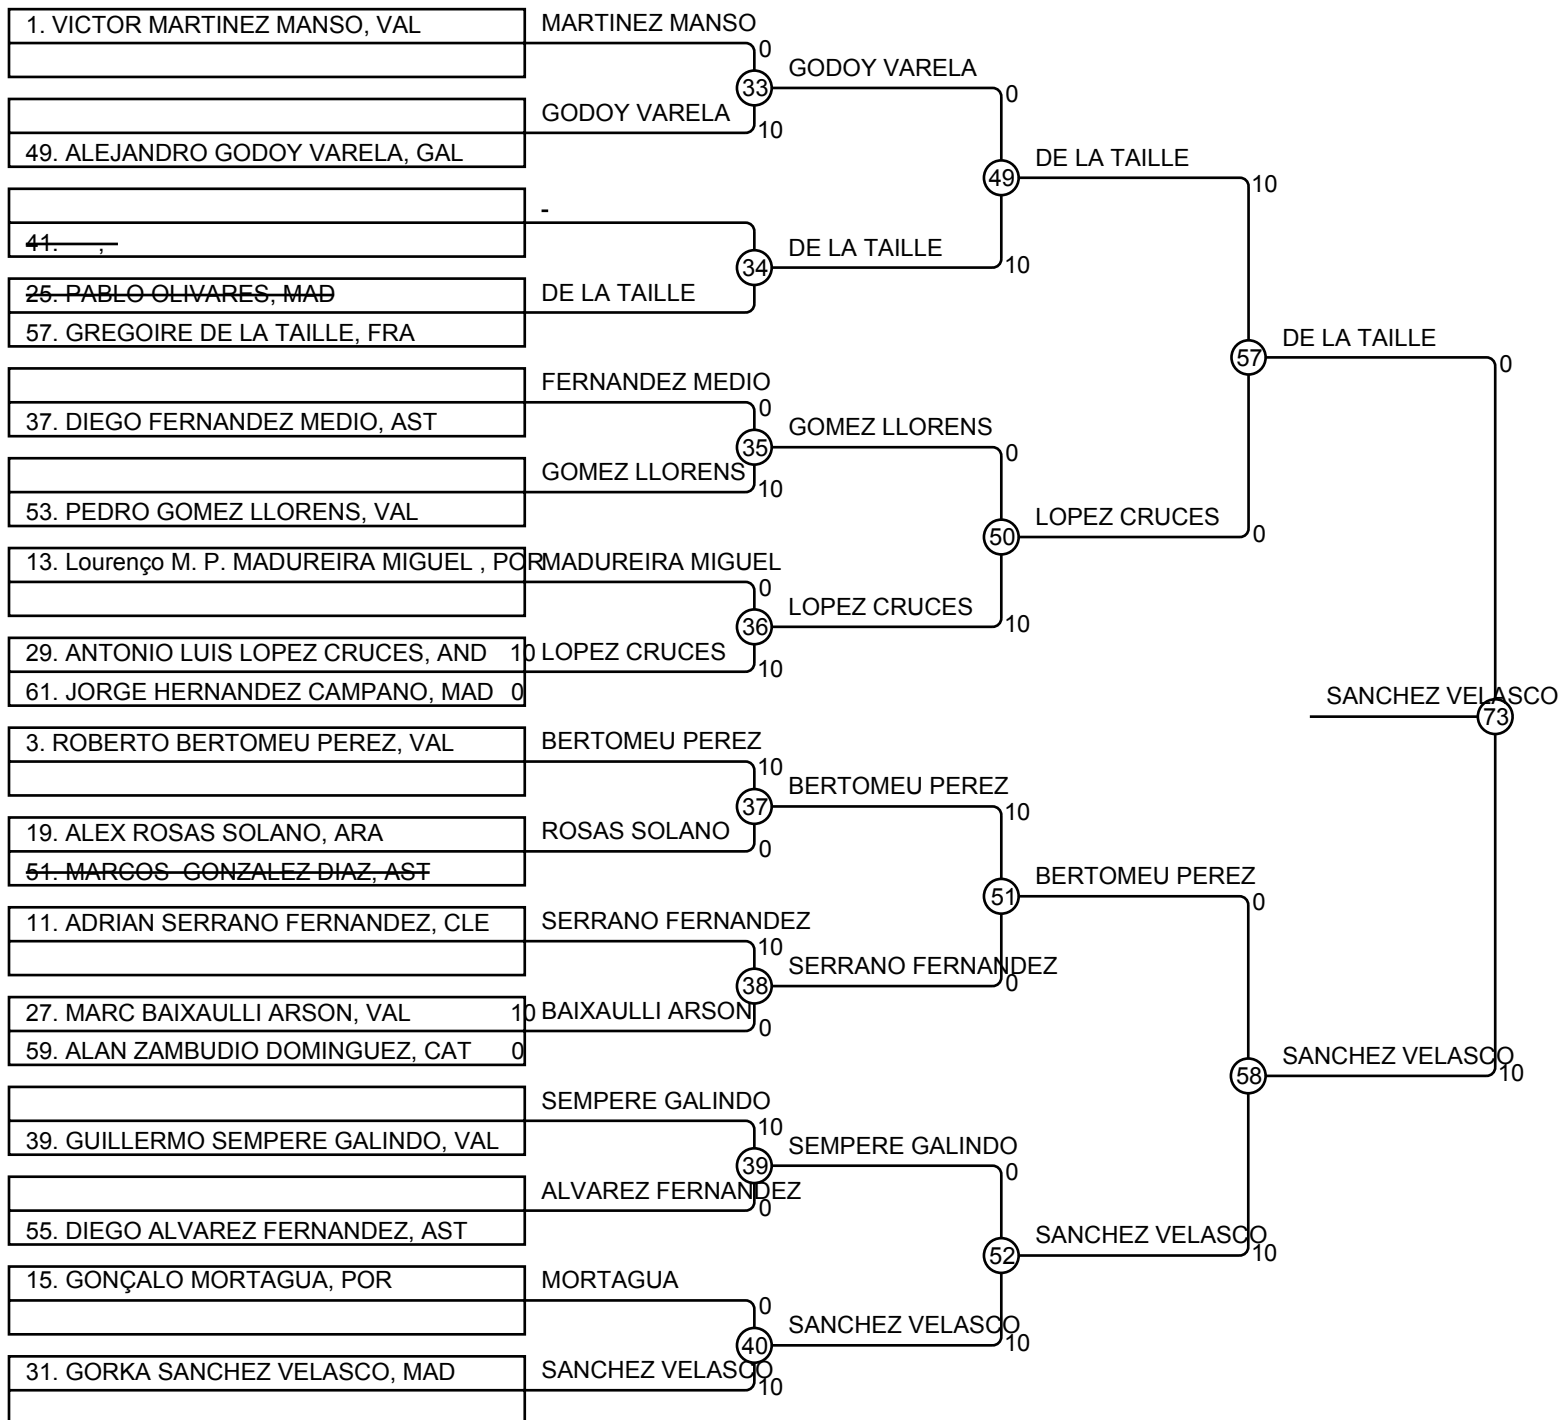 1. VICTOR MARTINEZ MANSO, VAL
MARTINEZ MANSO
0
33
GODOY VARELA
0
GODOY VARELA
10
49. ALEJANDRO GODOY VARELA, GAL
49
DE LA TAILLE
10
-
41. ,
34
DE LA TAILLE
10
25. PABLO OLIVARES, MAD
DE LA TAILLE
57. GREGOIRE DE LA TAILLE, FRA
57
DE LA TAILLE
0
FERNANDEZ MEDIO
0
37. DIEGO FERNANDEZ MEDIO, AST
35
GOMEZ LLORENS
0
GOMEZ LLORENS
10
53. PEDRO GOMEZ LLORENS, VAL
50
LOPEZ CRUCES
0
13. Lourenço M. P. MADUREIRA MIGUEL , POR
MADUREIRA MIGUEL
0
36
LOPEZ CRUCES
10
29. ANTONIO LUIS LOPEZ CRUCES, AND 10
LOPEZ CRUCES
10
61. JORGE HERNANDEZ CAMPANO, MAD 0
SANCHEZ VELASCO
73
3. ROBERTO BERTOMEU PEREZ, VAL
BERTOMEU PEREZ
10
37
BERTOMEU PEREZ
10
19. ALEX ROSAS SOLANO, ARA
ROSAS SOLANO
0
51. MARCOS GONZALEZ DIAZ, AST
51
BERTOMEU PEREZ
0
11. ADRIAN SERRANO FERNANDEZ, CLE
SERRANO FERNANDEZ
10
38
SERRANO FERNANDEZ
0
27. MARC BAIXAULLI ARSON, VAL 10
BAIXAULLI ARSON
0
59. ALAN ZAMBUDIO DOMINGUEZ, CAT 0
58
SANCHEZ VELASCO
10
SEMPERE GALINDO
10
39. GUILLERMO SEMPERE GALINDO, VAL
39
SEMPERE GALINDO
0
ALVAREZ FERNANDEZ
0
55. DIEGO ALVAREZ FERNANDEZ, AST
52
SANCHEZ VELASCO
10
15. GONÇALO MORTAGUA, POR
MORTAGUA
0
40
SANCHEZ VELASCO
10
31. GORKA SANCHEZ VELASCO, MAD
SANCHEZ VELASCO
10